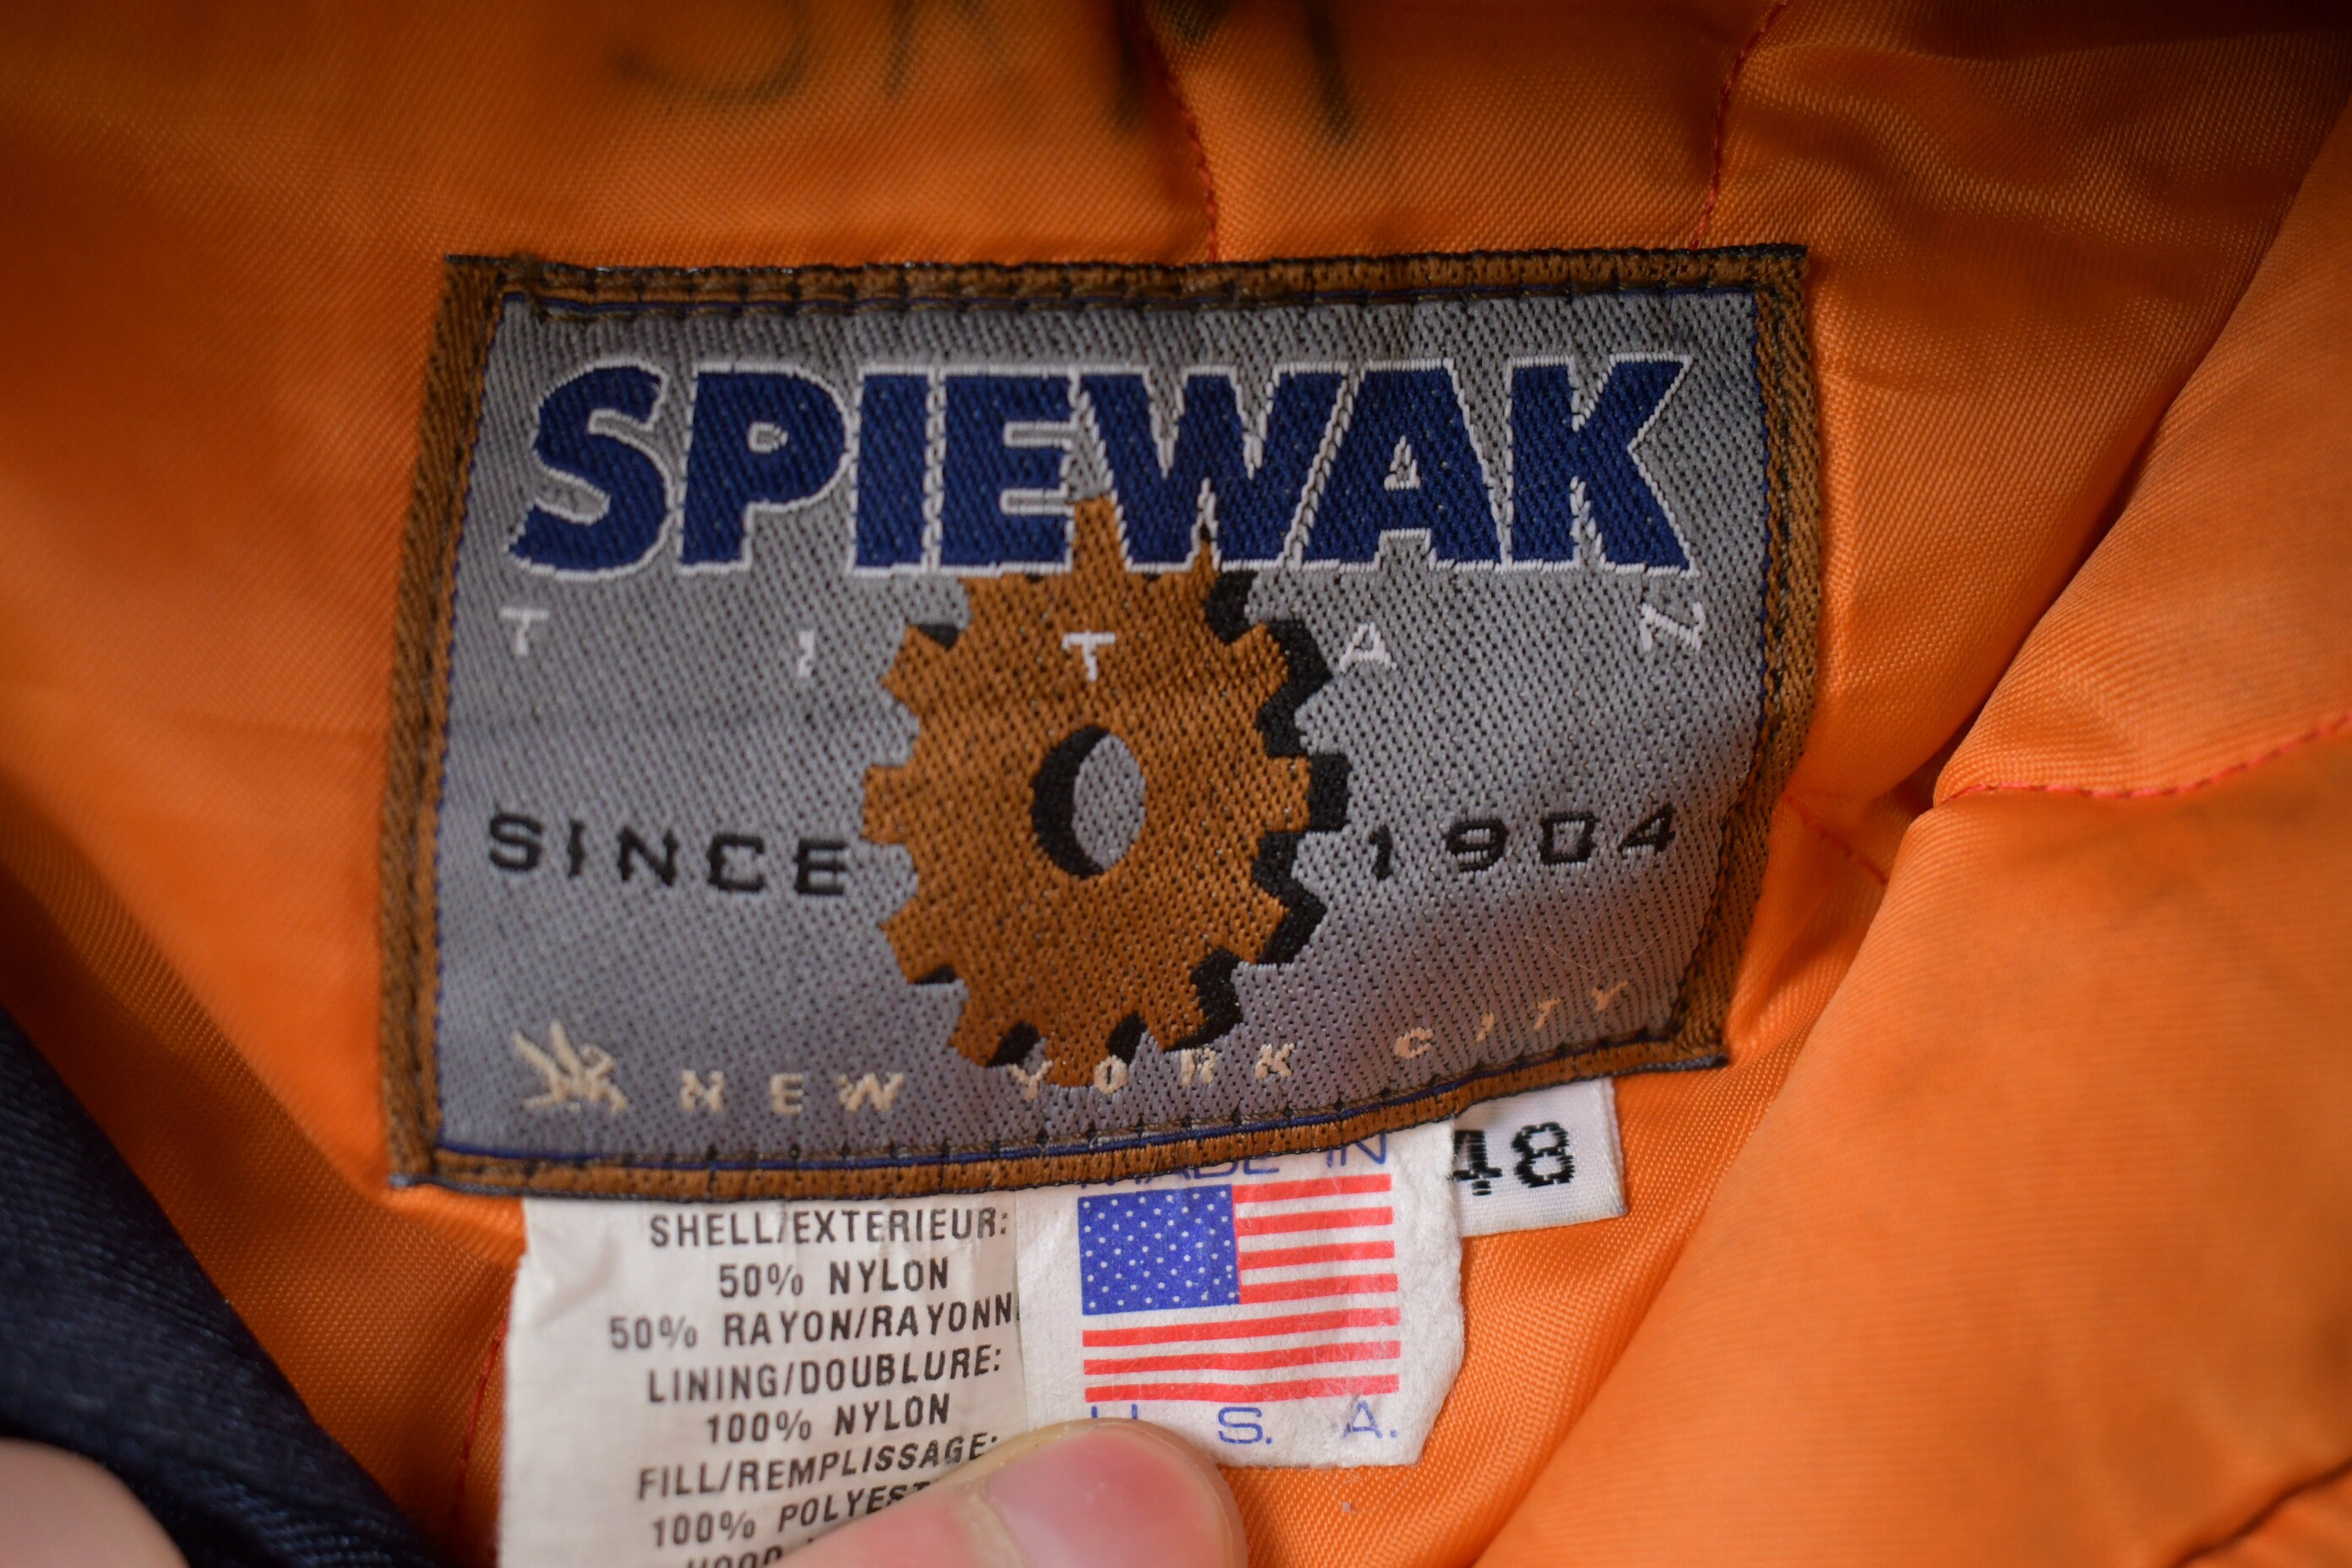 SPIEWAK
TITAN
SINCE 1904
NEW YORK CITY
48
MADE IN
U. S. A.
SHELL/EXTERIEUR:
50% NYLON
50% RAYON/RAYONN
LINING/DOUBLURE:
100% NYLON
FILL/REMPLISSAGE:
100% POLYEST
HOOD